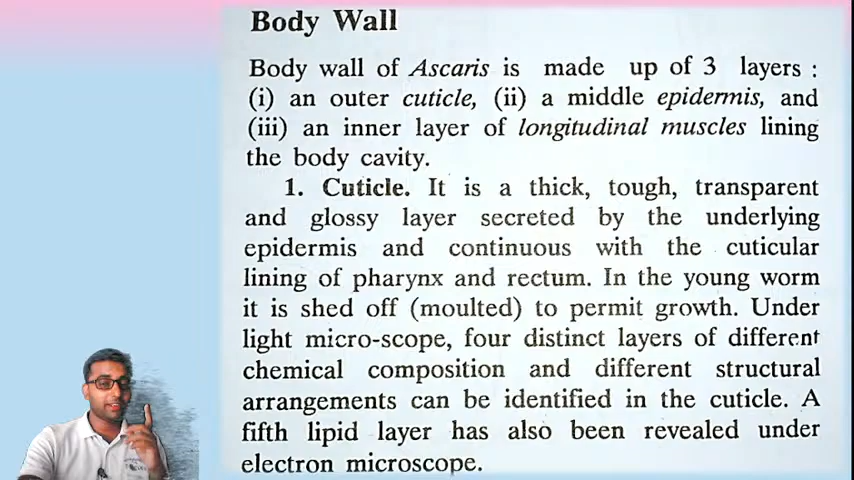 Body Wall
Body wall of Ascaris is made up of 3 layers :
(i) an outer cuticle, (ii) a middle epidermis, and
(iii) an inner layer of longitudinal muscles lining
the body cavity.
1. Cuticle. It is a thick, tough, transparent
and glossy layer secreted by the underlying
epidermis and continuous with the cuticular
lining of pharynx and rectum. In the young worm
it is shed off (moulted) to permit growth. Under
light micro-scope, four distinct layers of different
chemical composition and different structural
arrangements can be identified in the cuticle. A
fifth lipid layer has also been revealed under
electron microscope.